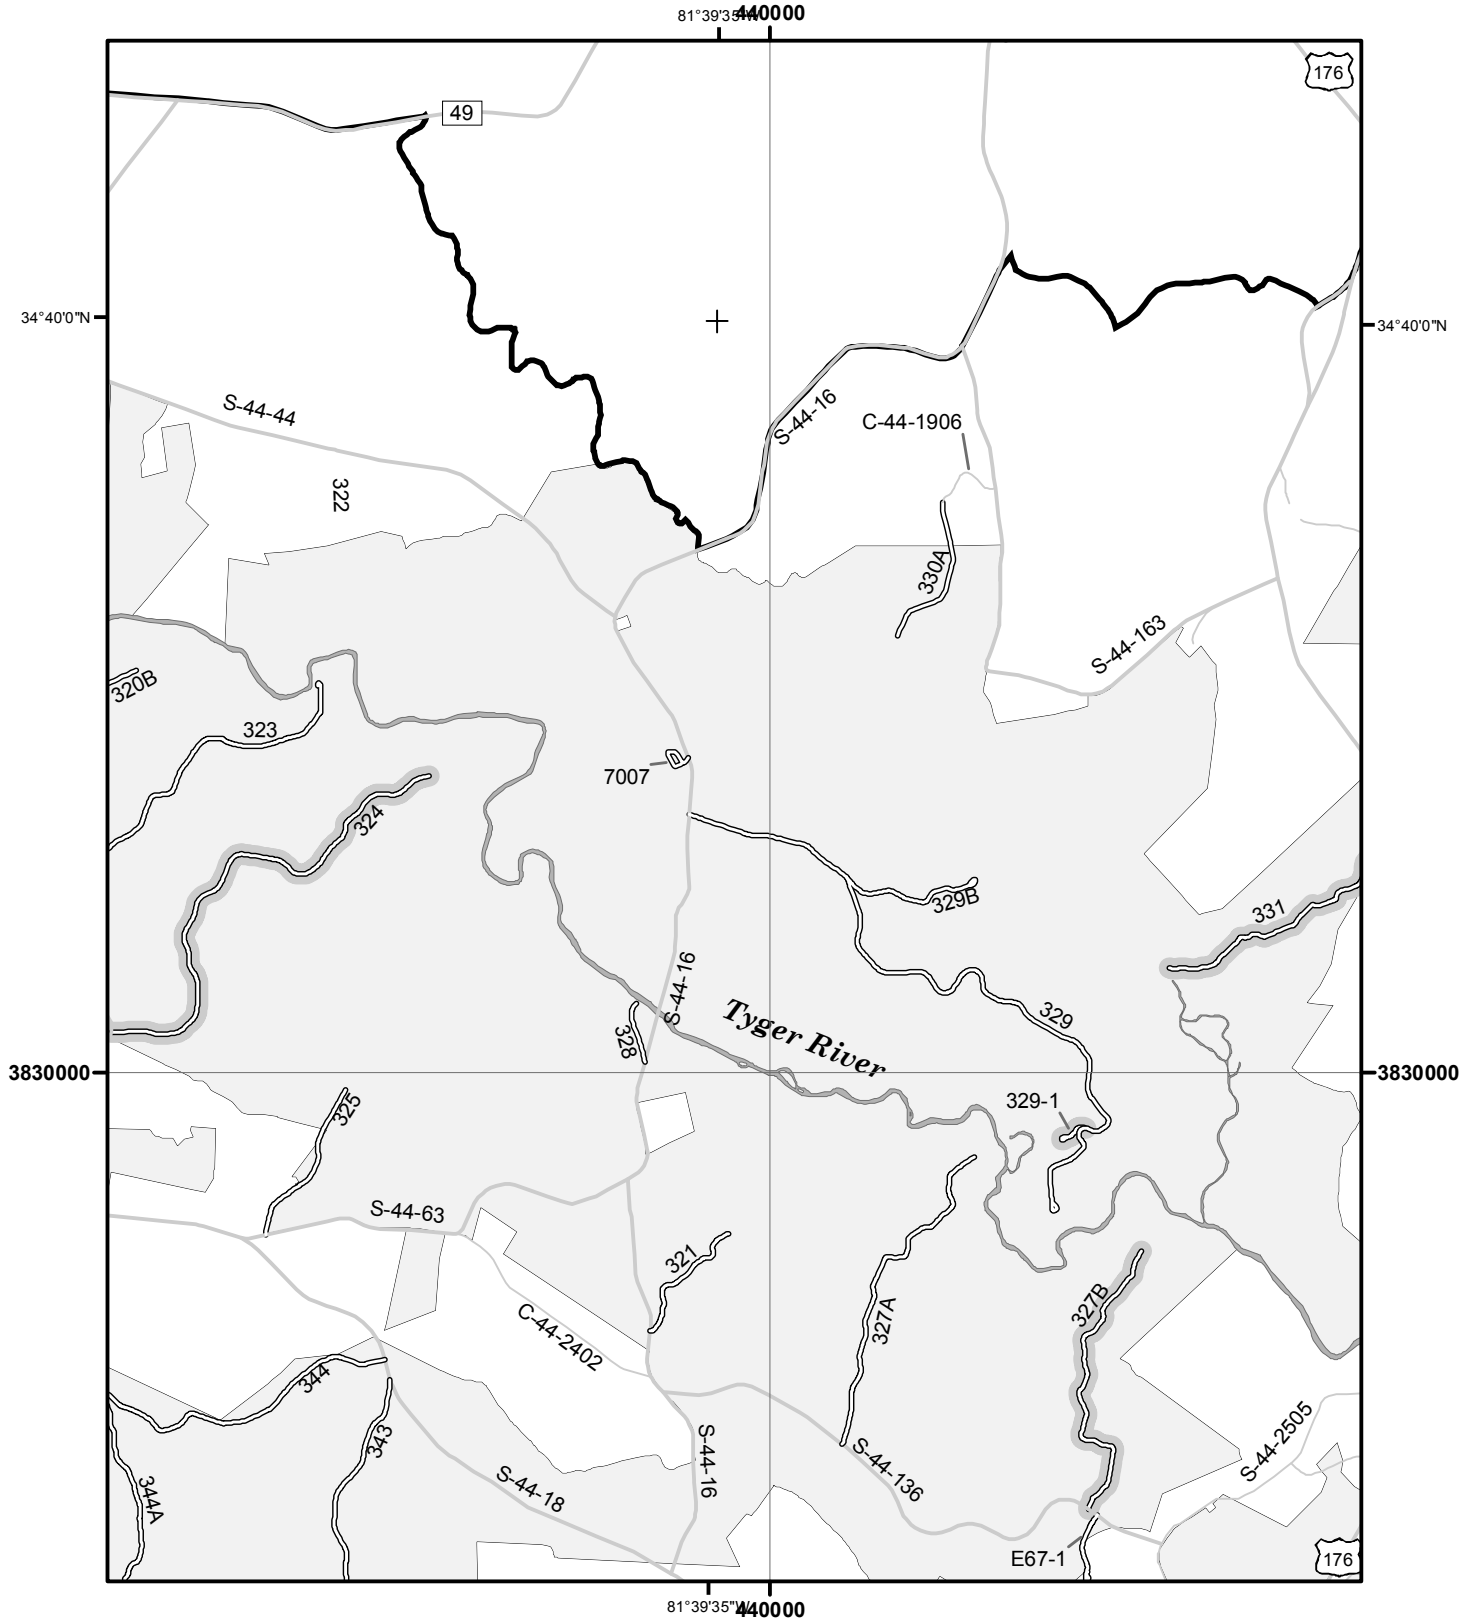 81°39'35"W
440000
176
49
34°40'0"N
34°40'0"N
S-44-44
S-44-16
C-44-1906
322
330A
S-44-163
320B
323
7007
324
329B
331
S-44-16
329
Tyger River
328
3830000
3830000
329-1
325
S-44-63
321
327B
327A
C-44-2402
344
343
S-44-2505
S-44-16
S-44-136
344A
S-44-18
E67-1
176
81°39'35"W
440000